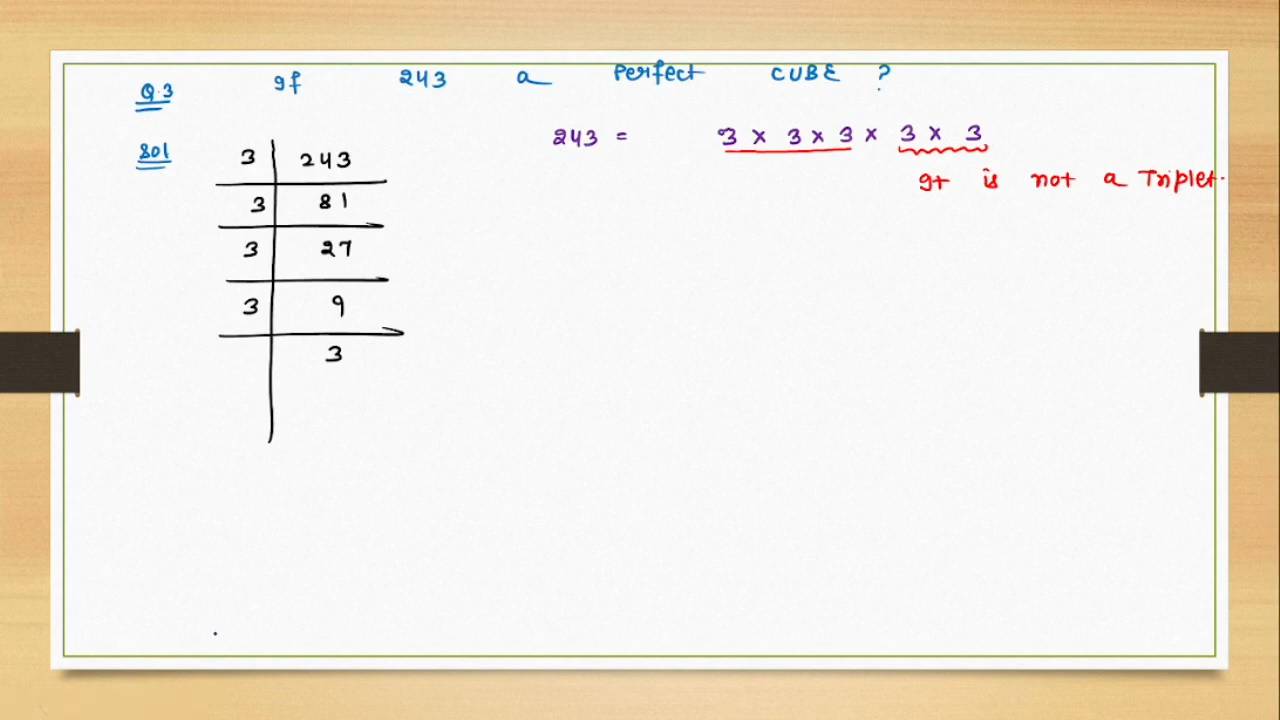 Q.3 If 243 a Perfect CUBE ?
Sol
3 243
3 81
3 27
3 9
3
243 = 3 × 3 × 3 × 3 × 3
It is not a Triplet.